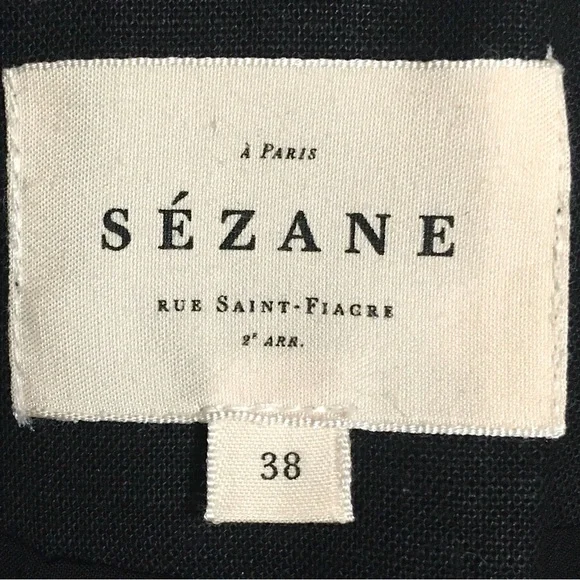 À PARIS
SÉZANE
RUE SAINT-FIACRE
2E ARR.
38